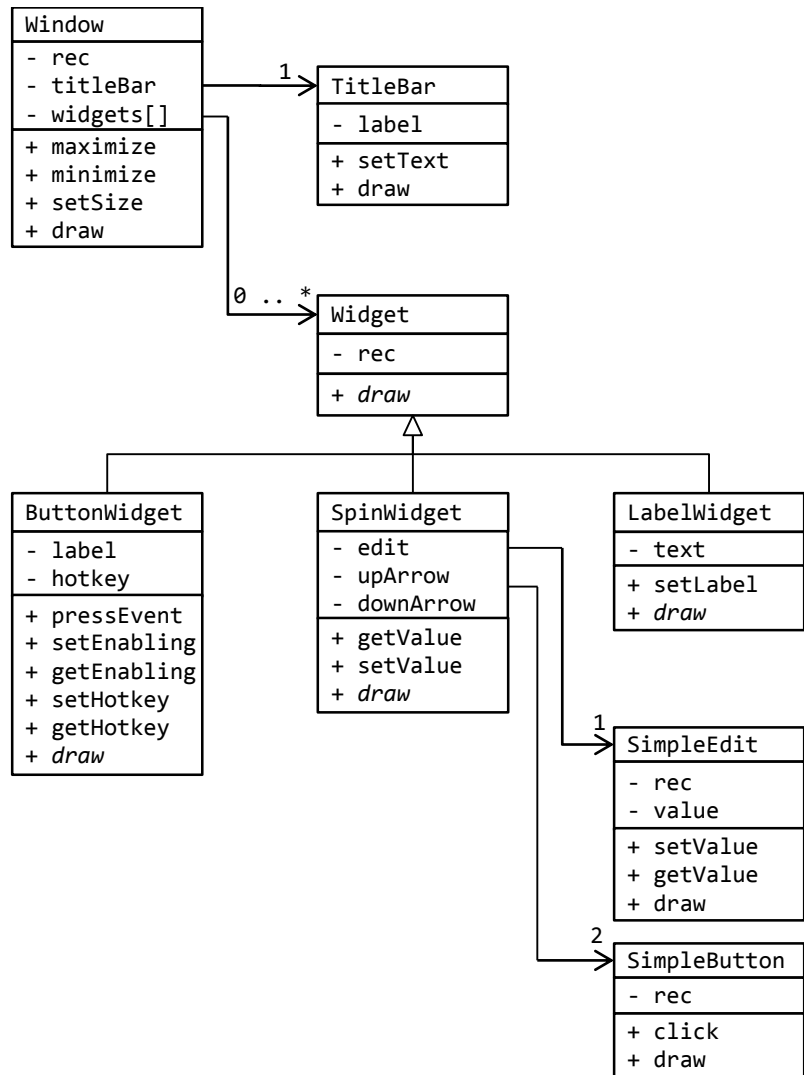 Window
- rec
- titleBar
- widgets[]
+ maximize
+ minimize
+ setSize
+ draw
1
TitleBar
- label
+ setText
+ draw
0 .. *
Widget
- rec
+ draw
ButtonWidget
- label
- hotkey
+ pressEvent
+ setEnabling
+ getEnabling
+ setHotkey
+ getHotkey
+ draw
SpinWidget
- edit
- upArrow
- downArrow
+ getValue
+ setValue
+ draw
LabelWidget
- text
+ setLabel
+ draw
1
SimpleEdit
- rec
- value
+ setValue
+ getValue
+ draw
2
SimpleButton
- rec
+ click
+ draw